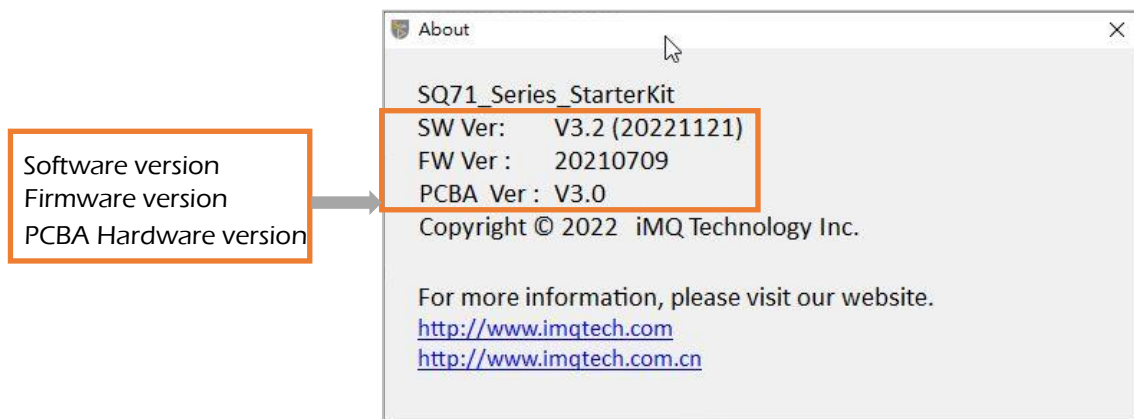 About
SQ71_Series_StarterKit
SW Ver: V3.2 (20221121)
FW Ver : 20210709
PCBA Ver : V3.0
Copyright © 2022 iMQ Technology Inc.
For more information, please visit our website.
http://www.imqtech.com
http://www.imqtech.com.cn
Software version
Firmware version
PCBA Hardware version